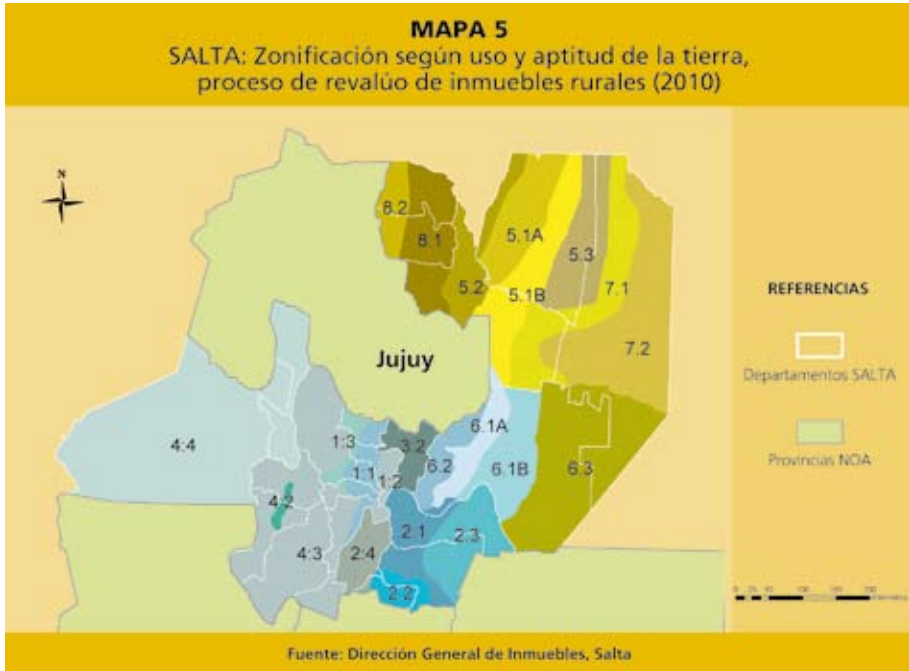 MAPA 5
SALTA: Zonificación según uso y aptitud de la tierra,
proceso de revalúo de inmuebles rurales (2010)
N
8.2
8.1
5.2
5.1A
5.1B
5.3
7.1
7.2
REFERENCIAS
Departamentos SALTA
Provincias NOA
Jujuy
4:4
1:3
3.2
6.1A
6.2
6.1B
6.3
1:1
1:2
4:2
2.1
2:3
4:3
2:4
2:2
Fuente: Dirección General de Inmuebles, Salta